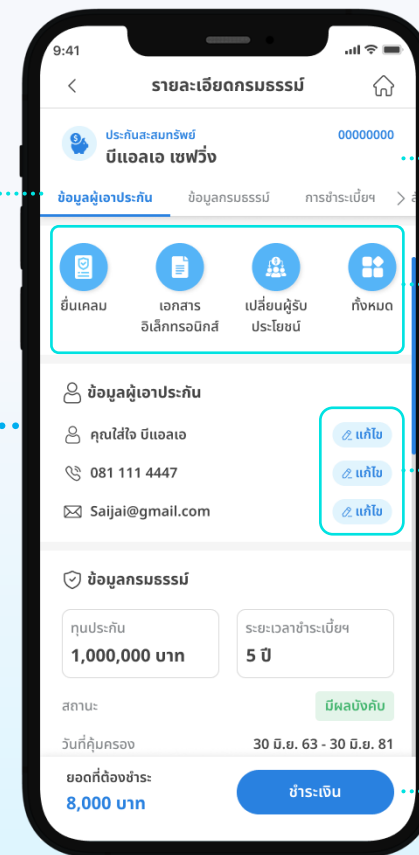 9:41
รายละเอียดกรมธรรม์
ประกันสะสมทรัพย์ 00000000
บีแอลเอ เซฟวิ่ง
ข้อมูลผู้เอาประกัน ข้อมูลกรมธรรม์ การชำระเบี้ยฯ
ยื่นเคลม เอกสาร เปลี่ยนผู้รับ ทั้งหมด
อิเล็กทรอนิกส์ ประโยชน์
ข้อมูลผู้เอาประกัน
คุณใส่ใจ บีแอลเอ แก้ไข
081 111 4447 แก้ไข
Saijai@gmail.com แก้ไข
ข้อมูลกรมธรรม์
ทุนประกัน ระยะเวลาชำระเบี้ยฯ
1,000,000 บาท 5 ปี
สถานะ มีผลบังคับ
วันที่คุ้มครอง 30 มิ.ย. 63 - 30 มิ.ย. 81
ยอดที่ต้องชำระ
8,000 บาท ชำระเงิน